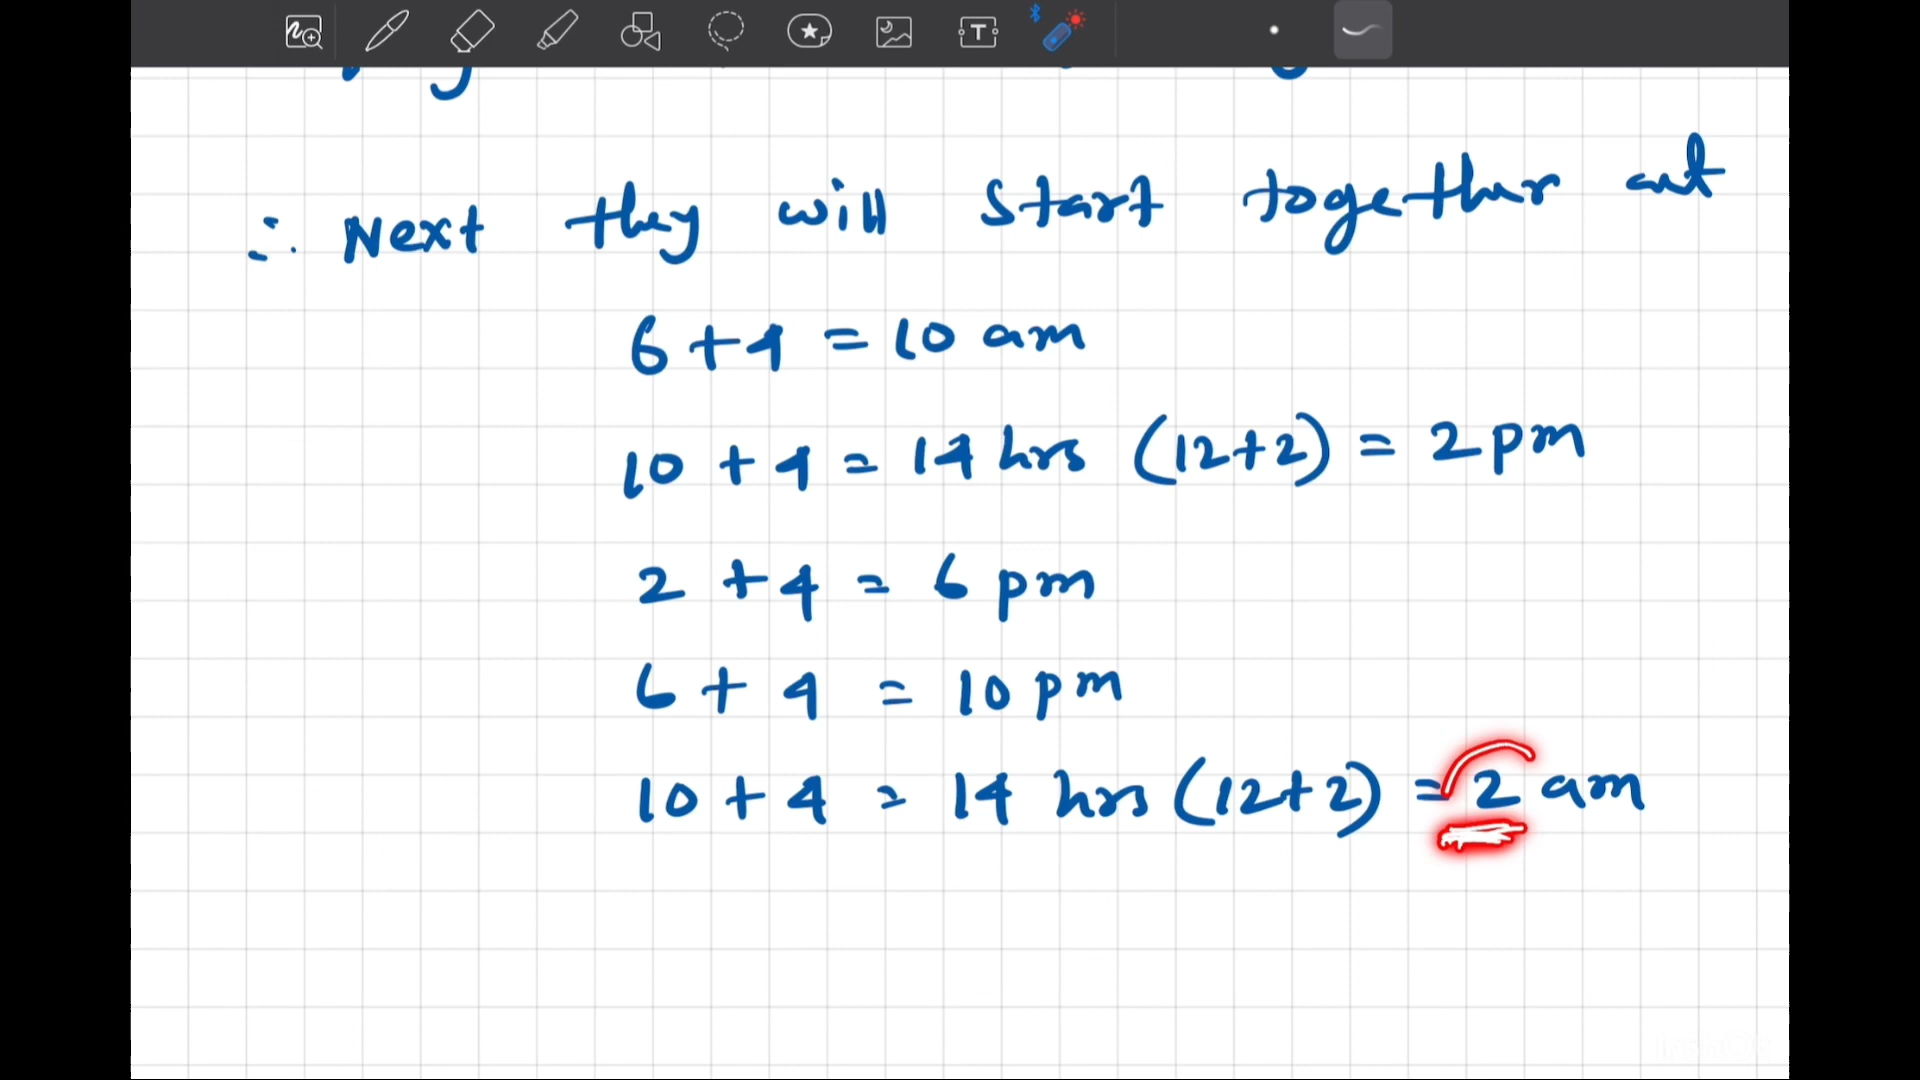 ∴ Next they will start together at
6 + 4 = 10 am
10 + 4 = 14 hrs (12+2) = 2 pm
2 + 4 = 6 pm
6 + 4 = 10 pm
10 + 4 = 14 hrs (12+2) = 2 am